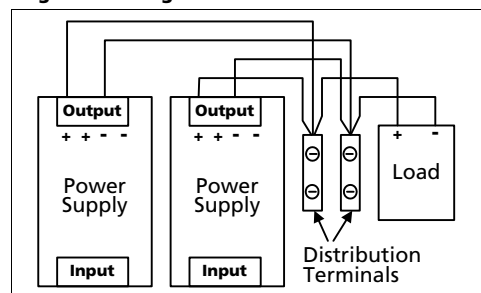 Output
+ + - -
Power
Supply
Input
Output
+ + - -
Power
Supply
Input
+ -
Load
Distribution
Terminals